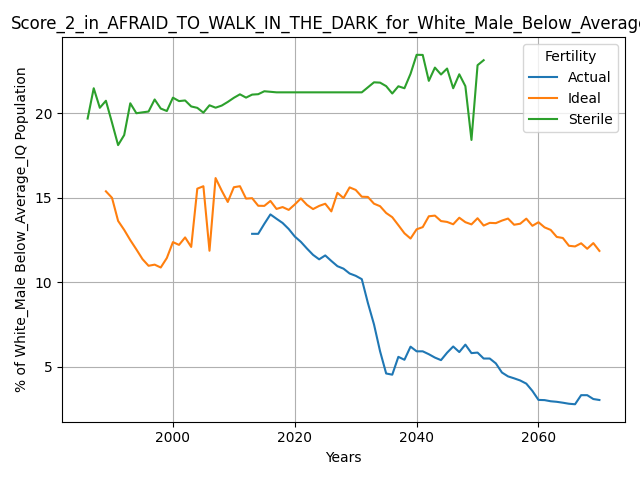 Score_2_in_AFRAID_TO_WALK_IN_THE_DARK_for_White_Male_Below_Average
Fertility
Actual
Ideal
Sterile
% of White_Male Below_Average_IQ Population
20
15
10
5
2000 2020 2040 2060
Years